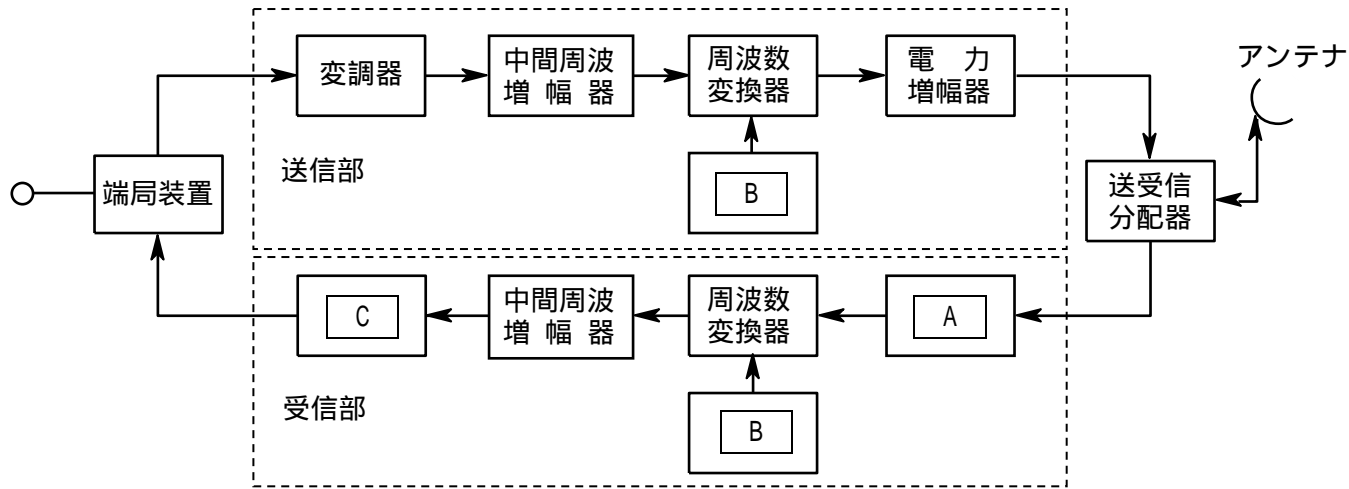 変調器
中間周波
増 幅 器
周波数
変換器
電 力
増幅器
アンテナ
送信部
B
端局装置
送受信
分配器
C
中間周波
増 幅 器
周波数
変換器
A
受信部
B